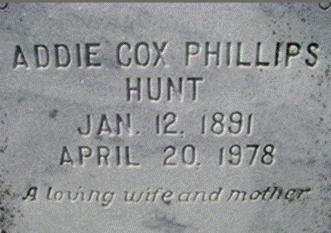 ADDIE COX PHILLIPS
HUNT
JAN. 12, 1891
APRIL 20, 1978
A loving wife and mother